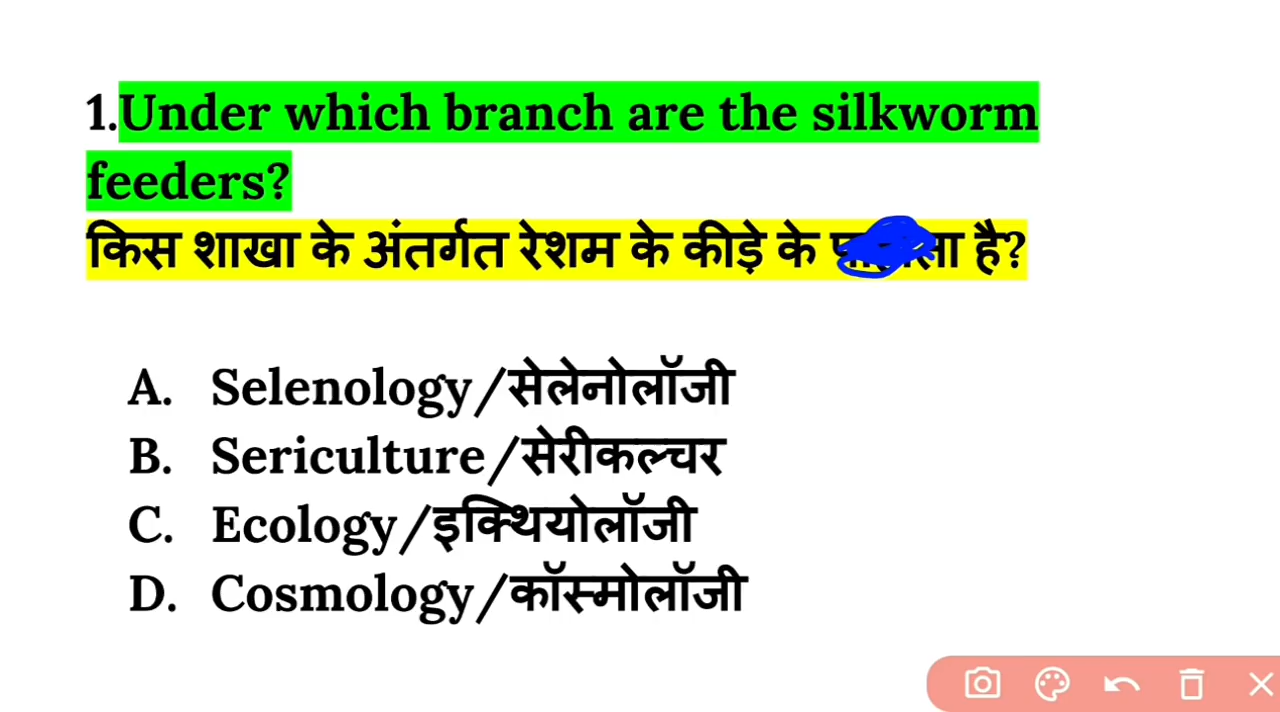 1.Under which branch are the silkworm
feeders?
किस शाखा के अंतर्गत रेशम के कीड़े के है?
A. Selenology/सेलेनोलॉजी
B. Sericulture/सेरीकल्चर
C. Ecology/इक्थियोलॉजी
D. Cosmology/कॉस्मोलॉजी